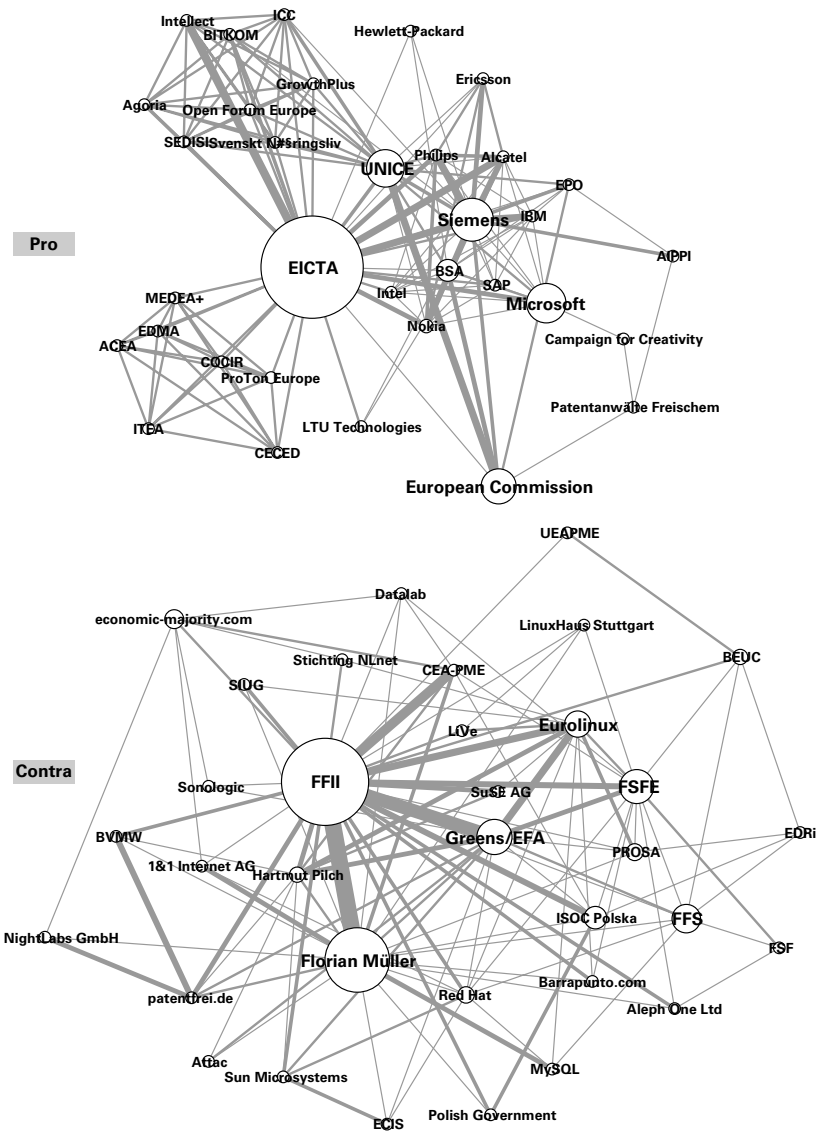 ICC
Intellect
Hewlett-Packard
BITKOM
Ericsson
GrowthPlus
Agoria
Open Forum Europe
SEDISI
Svenskt N#§ringsliv
Philips
Alcatel
UNICE
EPO
IBM
Siemens
Pro
AIPPI
EICTA
BSA
SAP
Intel
MEDEA+
Microsoft
Nokia
EDMA
Campaign for Creativity
ACEA
COCIR
ProTon Europe
Patentanwälte Freischem
LTU Technologies
ITEA
CECED
European Commission
UEAPME
Datalab
economic-majority.com
LinuxHaus Stuttgart
Stichting NLnet
BEUC
CEA-PME
SIUG
Eurolinux
LiVe
Contra
FFII
FSFE
Sonologic
SuSE AG
EDRi
BVMW
Greens/EFA
PROSA
1&1 Internet AG
Hartmut Pilch
ISOC Polska
FFS
NightLabs GmbH
FSF
Florian Müller
Barrapunto.com
patentfrei.de
Red Hat
Aleph One Ltd
Attac
MySQL
Sun Microsystems
Polish Government
ECIS